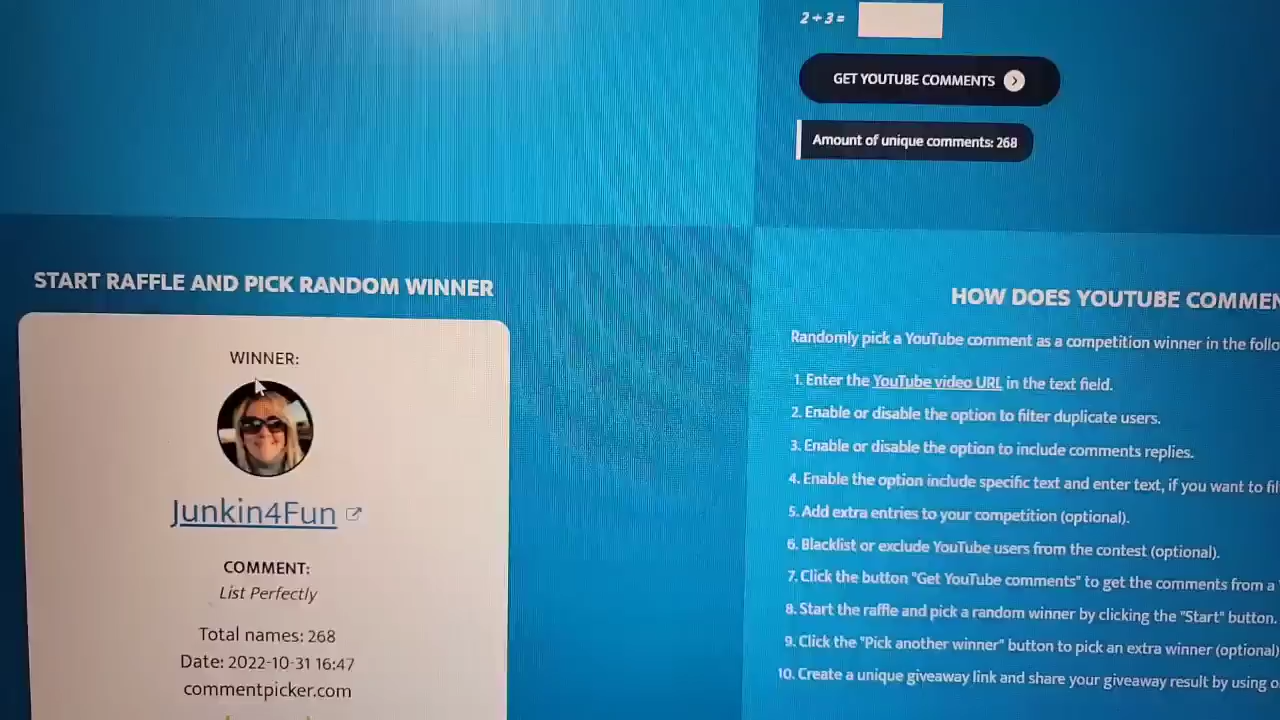 2 + 3 =
GET YOUTUBE COMMENTS
Amount of unique comments: 268
START RAFFLE AND PICK RANDOM WINNER
WINNER:
Junkin4Fun
COMMENT:
List Perfectly
Total names: 268
Date: 2022-10-31 16:47
commentpicker.com
HOW DOES YOUTUBE
Randomly pick a YouTube comment as a competition winner in the
1. Enter the YouTube video URL in the text field.
2. Enable or disable the option to filter duplicate users.
3. Enable or disable the option to include comments replies.
4. Enable the option include specific text and enter text, if you want to
5. Add extra entries to your competition (optional).
6. Blacklist or exclude YouTube users from the contest (optional).
7. Click the button "Get YouTube comments" to get the comments from a
8. Start the raffle and pick a random winner by clicking the "Start" button.
9. Click the "Pick another winner" button to pick an extra winner (optional)
10. Create a unique giveaway link and share your giveaway result by using